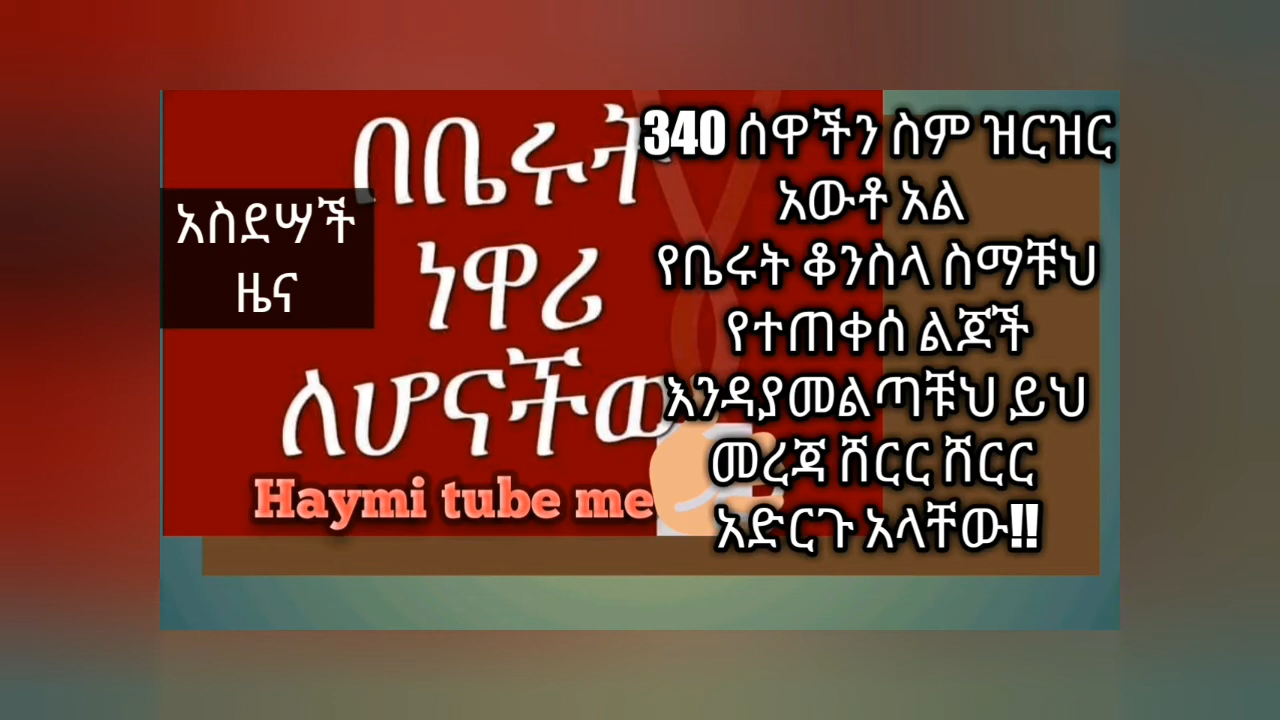 በቤሩት
ነዋሪ
ለሆናችው
አስደሣች
ዜና
Haymi tube me
340 ሰዋችን ስም ዝርዝር
አውቶ አል
የቤሩት ቆንስላ ስማቹህ
የተጠቀሰ ልጆች
እንዳያመልጣቹህ ይህ
መረጃ ሸርር ሸርር
አድርጉ አላቸው!!